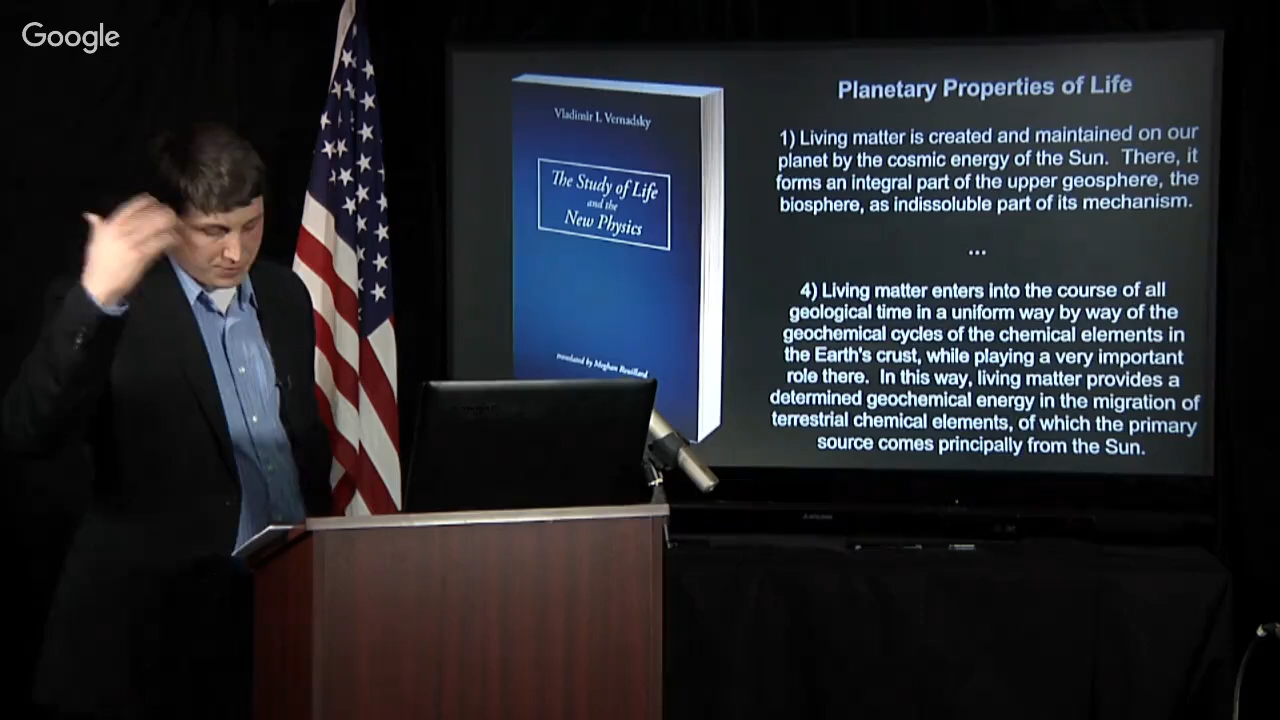 Google
Vladimir I. Vernadsky
The Study of Life
and the
New Physics
translated by Meghan Rouillard
Planetary Properties of Life
1) Living matter is created and maintained on our
planet by the cosmic energy of the Sun. There, it
forms an integral part of the upper geosphere, the
biosphere, as indissoluble part of its mechanism.
...
4) Living matter enters into the course of all
geological time in a uniform way by way of the
geochemical cycles of the chemical elements in
the Earth's crust, while playing a very important
role there. In this way, living matter provides a
determined geochemical energy in the migration of
terrestrial chemical elements, of which the primary
source comes principally from the Sun.